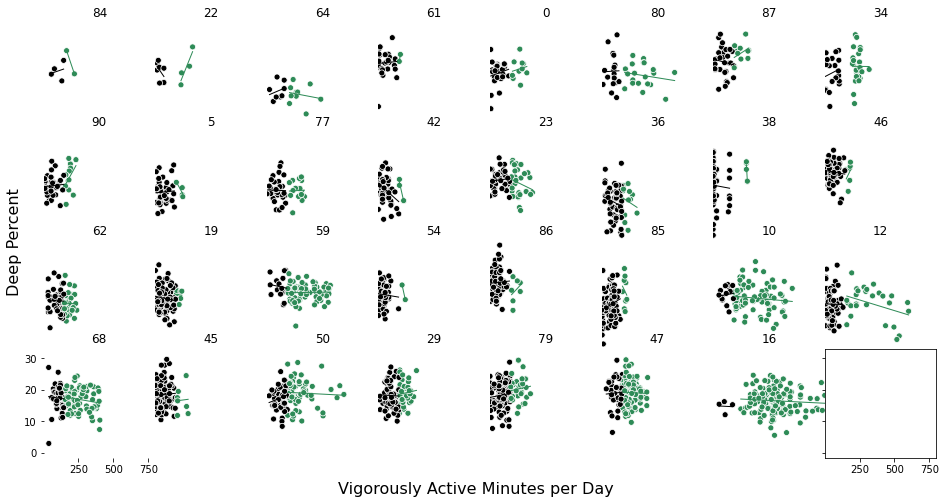 84 22 64 61 0 80 87 34
90 5 77 42 23 36 38 46
62 19 59 54 86 85 10 12
68 45 50 29 79 47 16
Deep Percent
30
20
10
0
250 500 750
250 500 750
Vigorously Active Minutes per Day